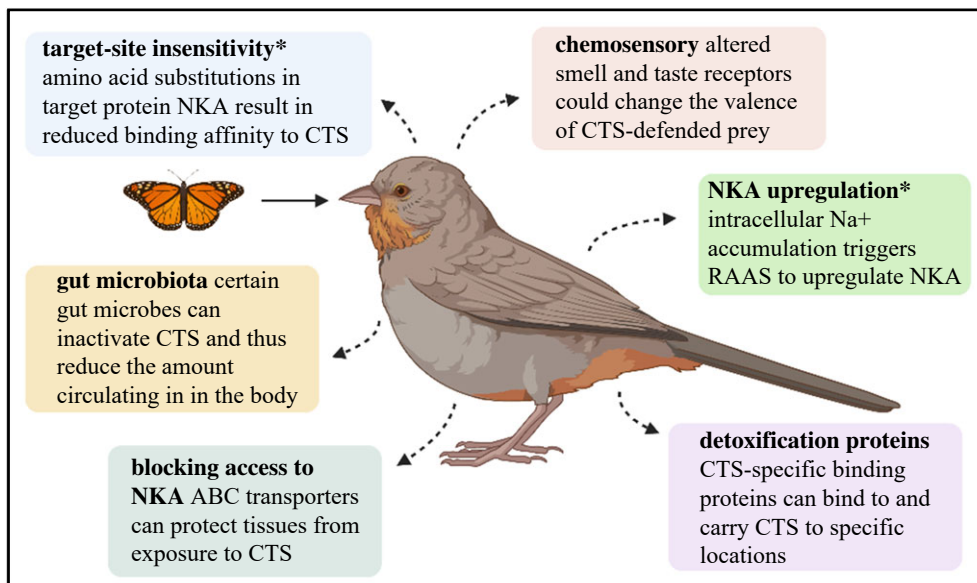 target-site insensitivity*
amino acid substitutions in
target protein NKA result in
reduced binding affinity to CTS
chemosensory altered
smell and taste receptors
could change the valence
of CTS-defended prey
NKA upregulation*
intracellular Na+
accumulation triggers
RAAS to upregulate NKA
gut microbiota certain
gut microbes can
inactivate CTS and thus
reduce the amount
circulating in in the body
blocking access to
NKA ABC transporters
can protect tissues from
exposure to CTS
detoxification proteins
CTS-specific binding
proteins can bind to and
carry CTS to specific
locations